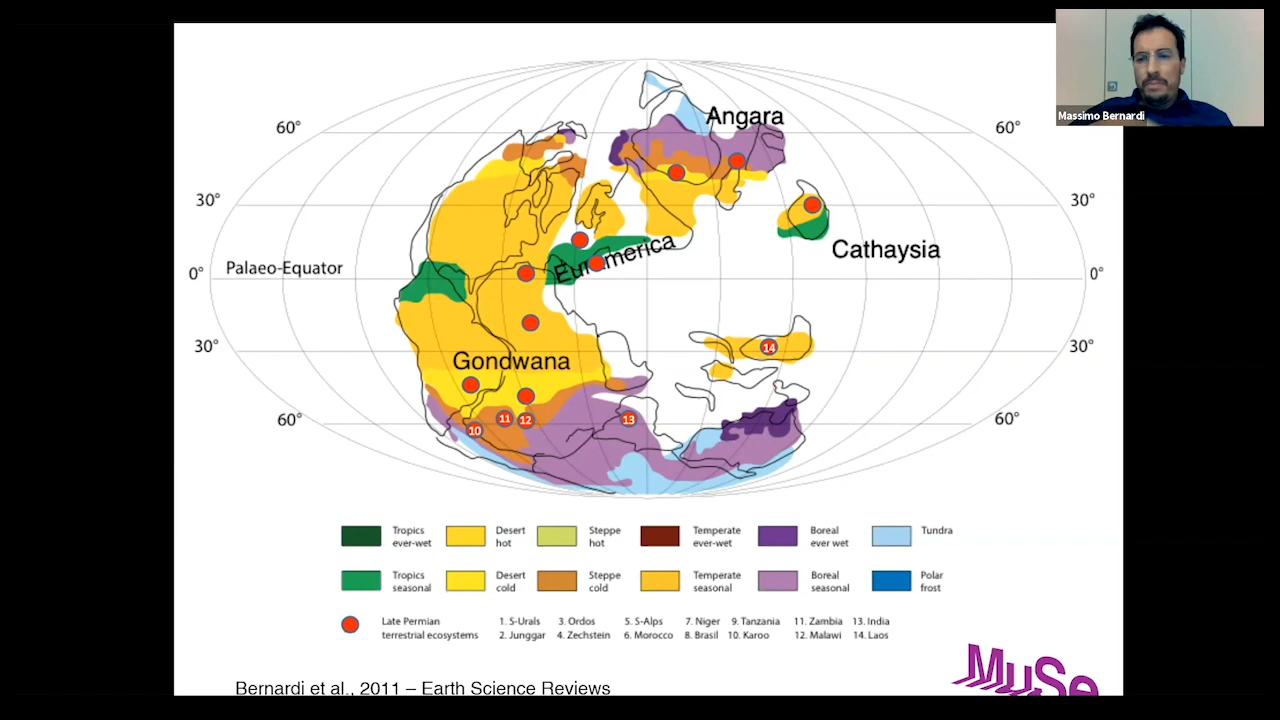 Massimo Bernardi
Angara
60°
60°
30°
30°
Cathaysia
Euramerica
Palaeo-Equator
0°
0°
30°
30°
14
Gondwana
60°
60°
10
11
12
13
Tropics
ever-wet
Desert
hot
Steppe
hot
Temperate
ever-wet
Boreal
ever wet
Tundra
Tropics
seasonal
Desert
cold
Steppe
cold
Temperate
seasonal
Boreal
seasonal
Polar
frost
Late Permian
terrestrial ecosystems
1. S-Urals 3. Ordos 5. S-Alps 7. Niger 9. Tanzania 11. Zambia 13. India
2. Junggar 4. Zechstein 6. Morocco 8. Brasil 10. Karoo 12. Malawi 14. Laos
MuSe
Bernardi et al., 2011 – Earth Science Reviews